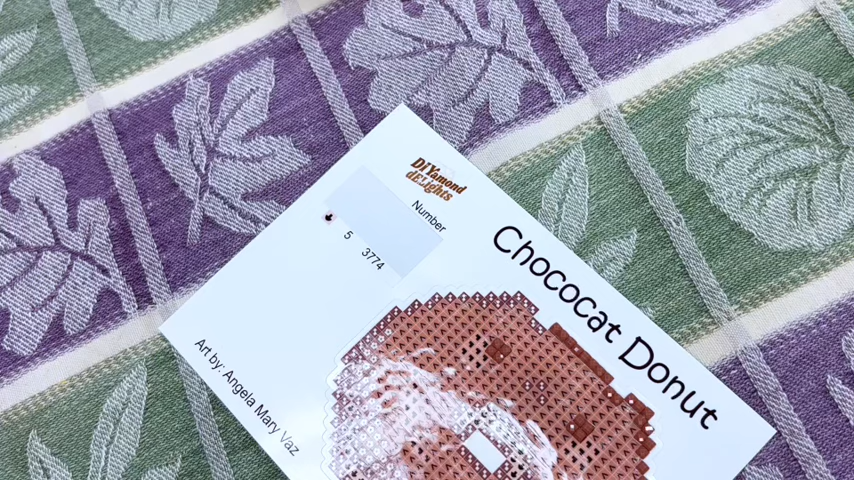 DiYamond
dELights
Number
5 3774
Chococat Donut
Art by: Angela Mary Vaz